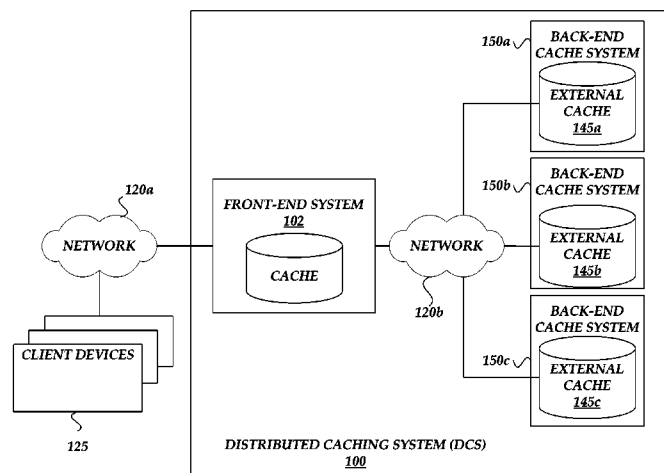 120a
NETWORK
CLIENT DEVICES
125
FRONT-END SYSTEM
102
CACHE
NETWORK
120b
150a
BACK-END
CACHE SYSTEM
EXTERNAL
CACHE
145a
150b
BACK-END
CACHE SYSTEM
EXTERNAL
CACHE
145b
150c
BACK-END
CACHE SYSTEM
EXTERNAL
CACHE
145c
DISTRIBUTED CACHING SYSTEM (DCS)
100